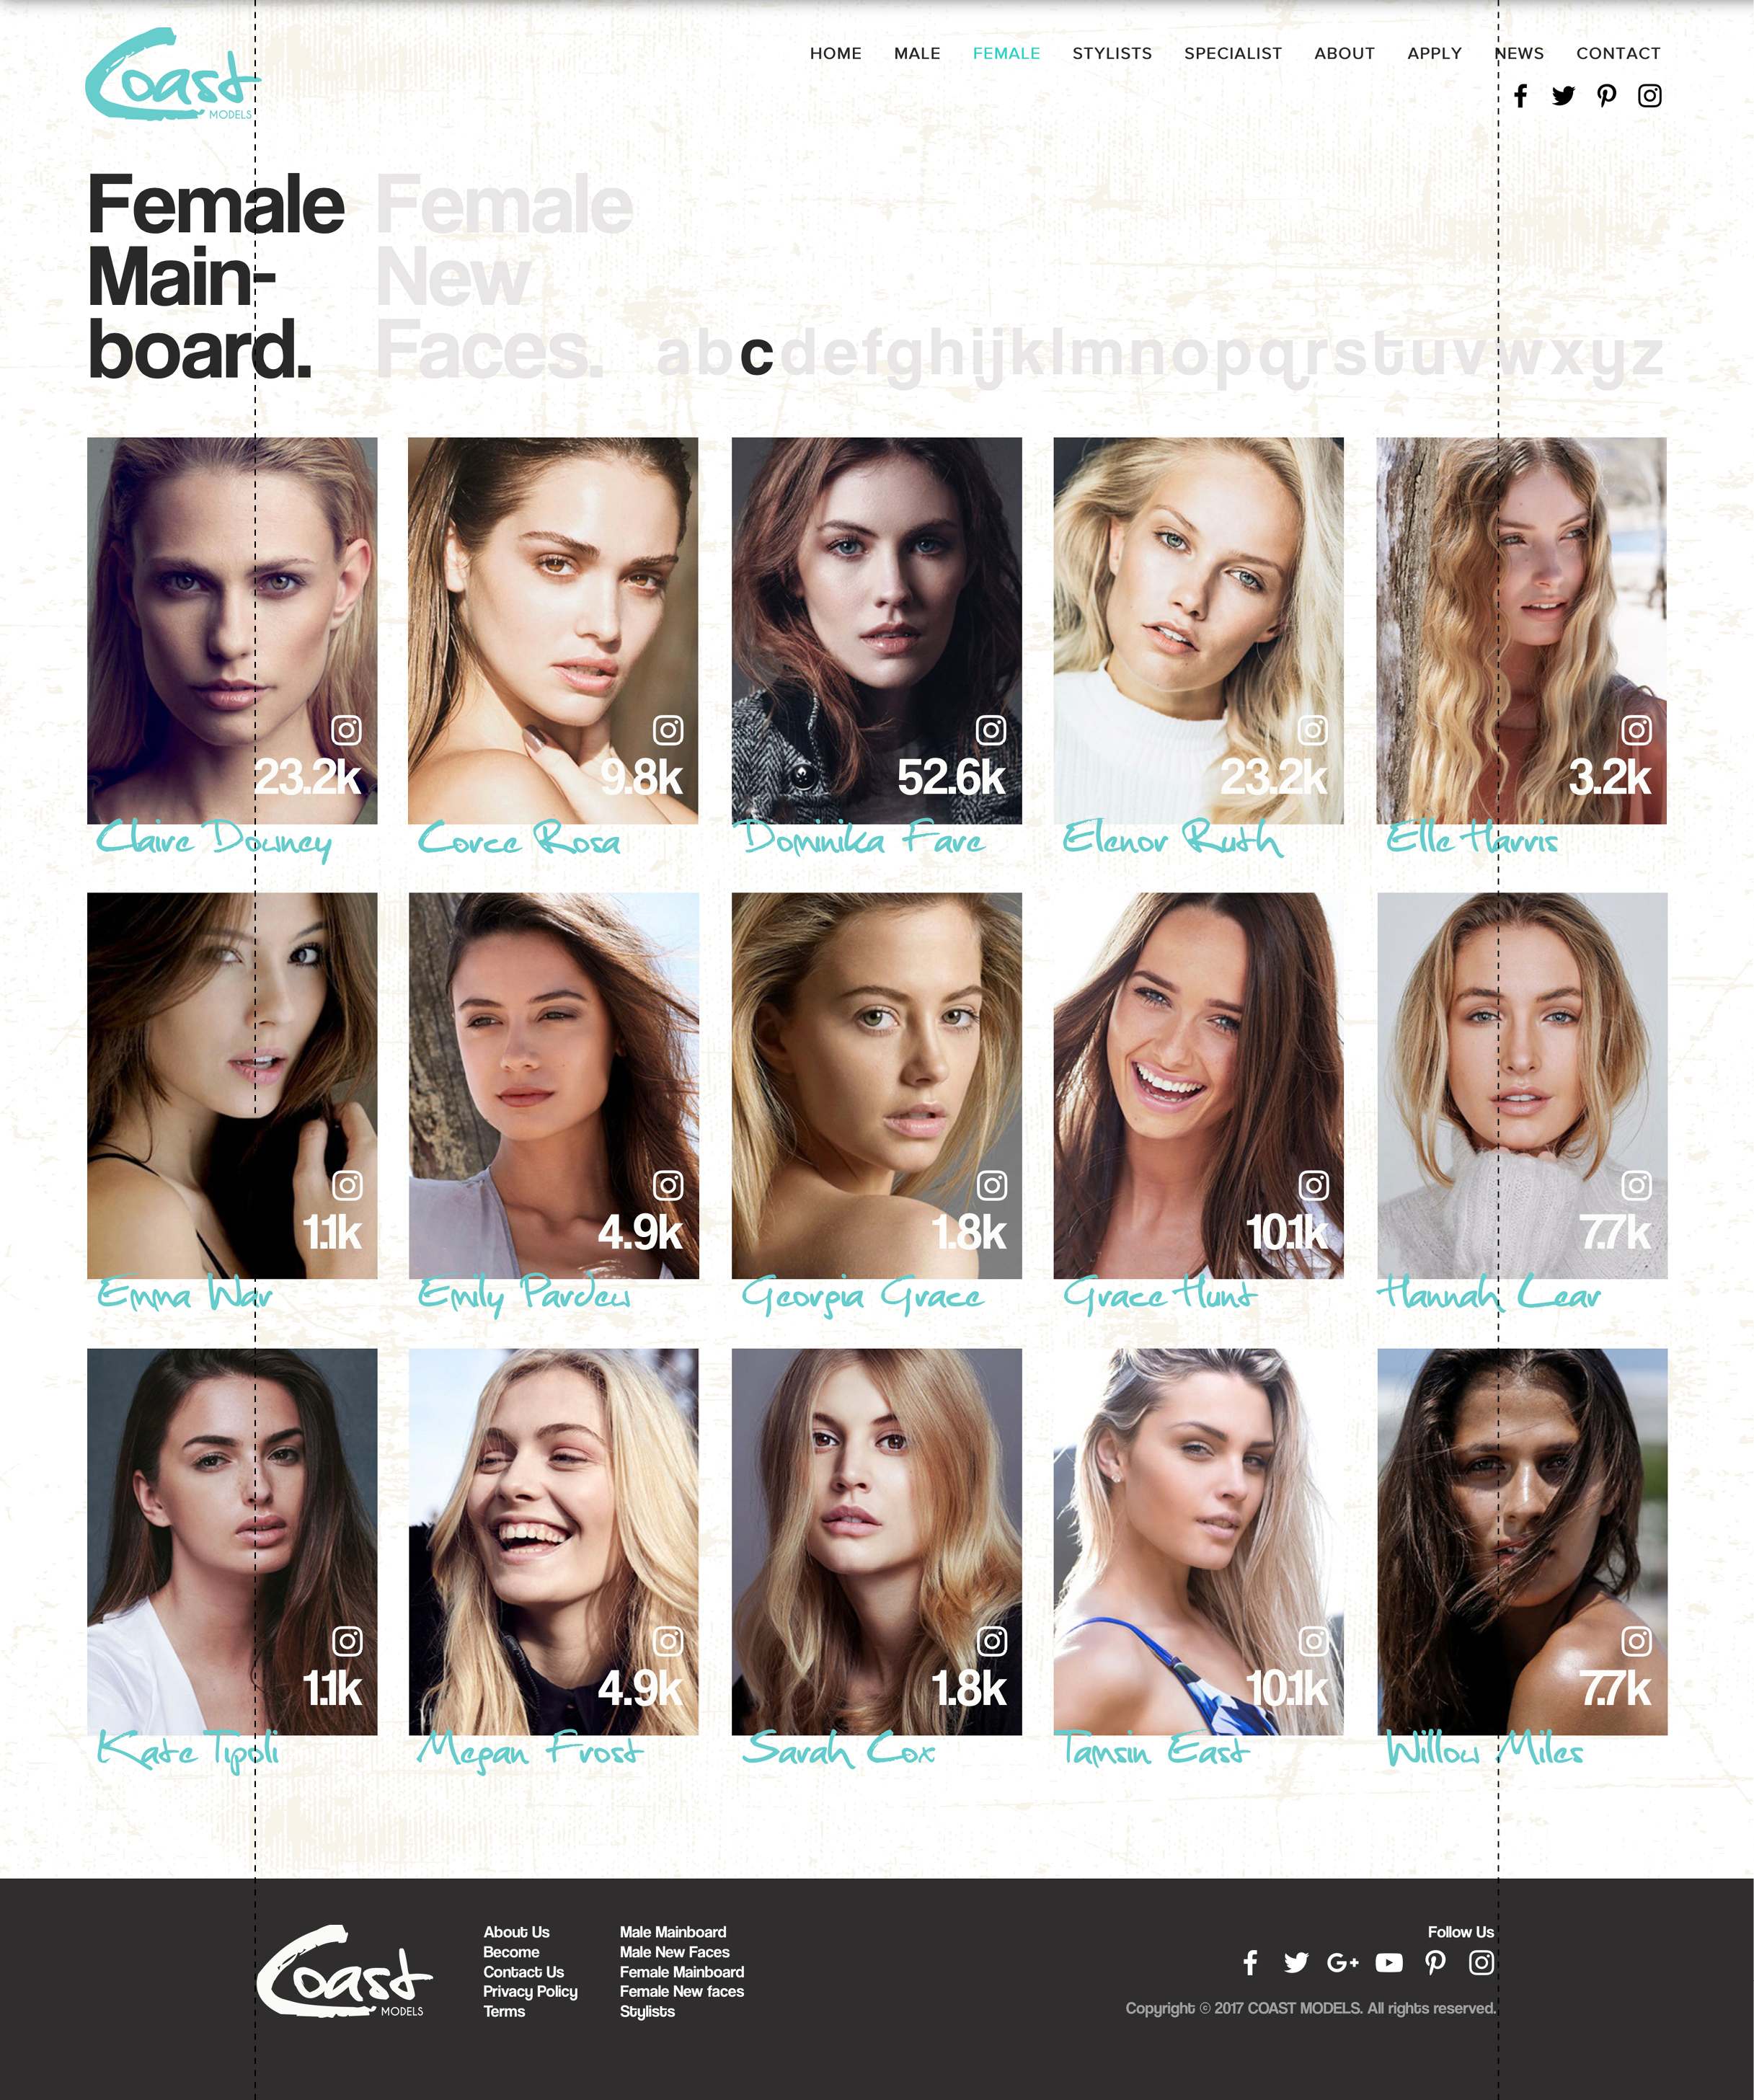 Coast
MODELS
HOME MALE FEMALE STYLISTS SPECIALIST ABOUT APPLY NEWS CONTACT
Female
Main-
board.
Female
New
Faces.
a b c d e f g h i j k l m n o p q r s t u v w x y z
23.2k
9.8k
52.6k
23.2k
3.2k
Claire Downey
Corce Rosa
Dominika Fare
Elenor Ruth
Elle Harris
1.1k
4.9k
1.8k
10.1k
7.7k
Emma War
Emily Pardew
Georgia Grace
Grace Hunt
Hannah Lear
1.1k
4.9k
1.8k
10.1k
7.7k
Kate Tipoli
Megan Frost
Sarah Cox
Tamsin East
Willow Miles
Coast
MODELS
About Us
Become
Contact Us
Privacy Policy
Terms
Male Mainboard
Male New Faces
Female Mainboard
Female New faces
Stylists
Follow Us
G+
Copyright © 2017 COAST MODELS. All rights reserved.